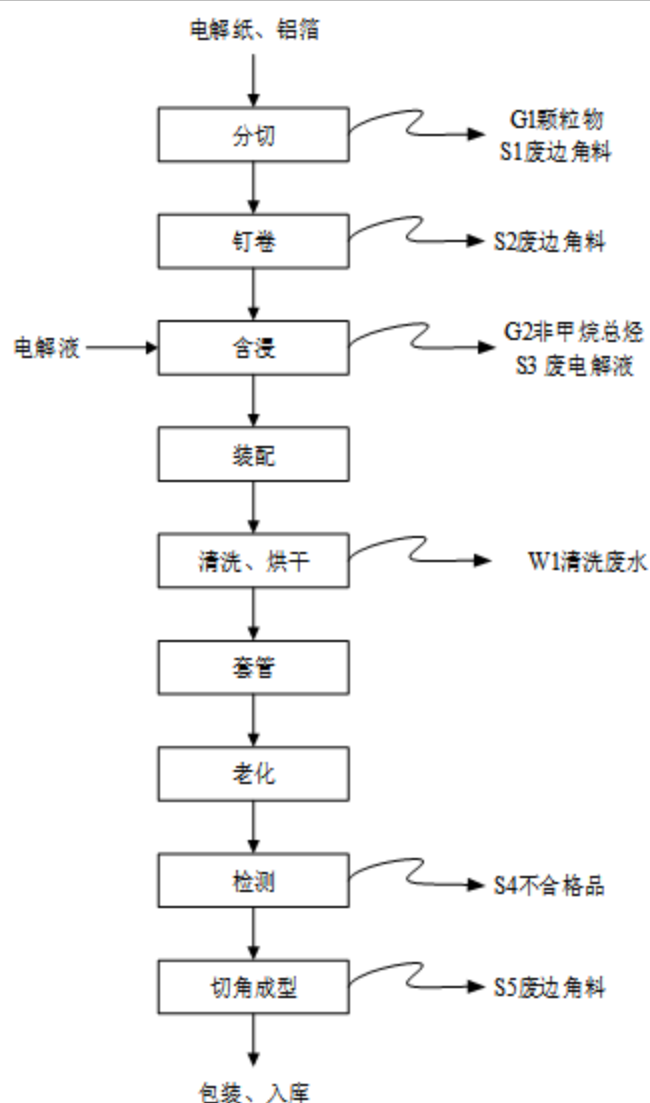 电解纸、铝箔
分切
G1颗粒物
S1废边角料
钉卷
S2废边角料
电解液
含浸
G2非甲烷总烃
S3 废电解液
装配
清洗、烘干
W1清洗废水
套管
老化
检测
S4不合格品
切角成型
S5废边角料
包装、入库